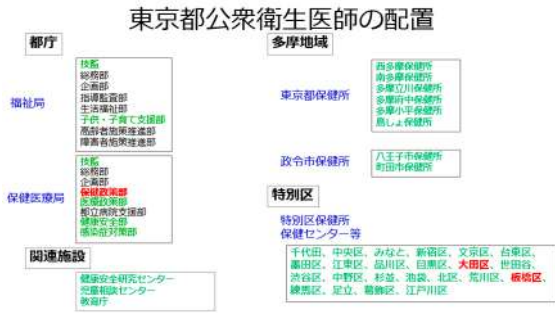 東京都公衆衛生医師の配置
都庁
福祉局
技監
総務部
企画部
指導監査部
生活福祉部
子供・子育て支援部
高齢者施策推進部
障害者施策推進部
保健医療局
技監
総務部
企画部
保健政策部
医療政策部
都立病院支援部
健康安全部
感染症対策部
関連施設
健康安全研究センター
児童相談センター
教育庁
多摩地域
東京都保健所
西多摩保健所
南多摩保健所
多摩立川保健所
多摩府中保健所
多摩小平保健所
島しょ保健所
政令市保健所
八王子市保健所
町田市保健所
特別区
特別区保健所
保健センター等
千代田、中央区、みなと、新宿区、文京区、台東区、
墨田区、江東区、品川区、目黒区、大田区、世田谷、
渋谷区、中野区、杉並、池袋、北区、荒川区、板橋区、
練馬区、足立、葛飾区、江戸川区